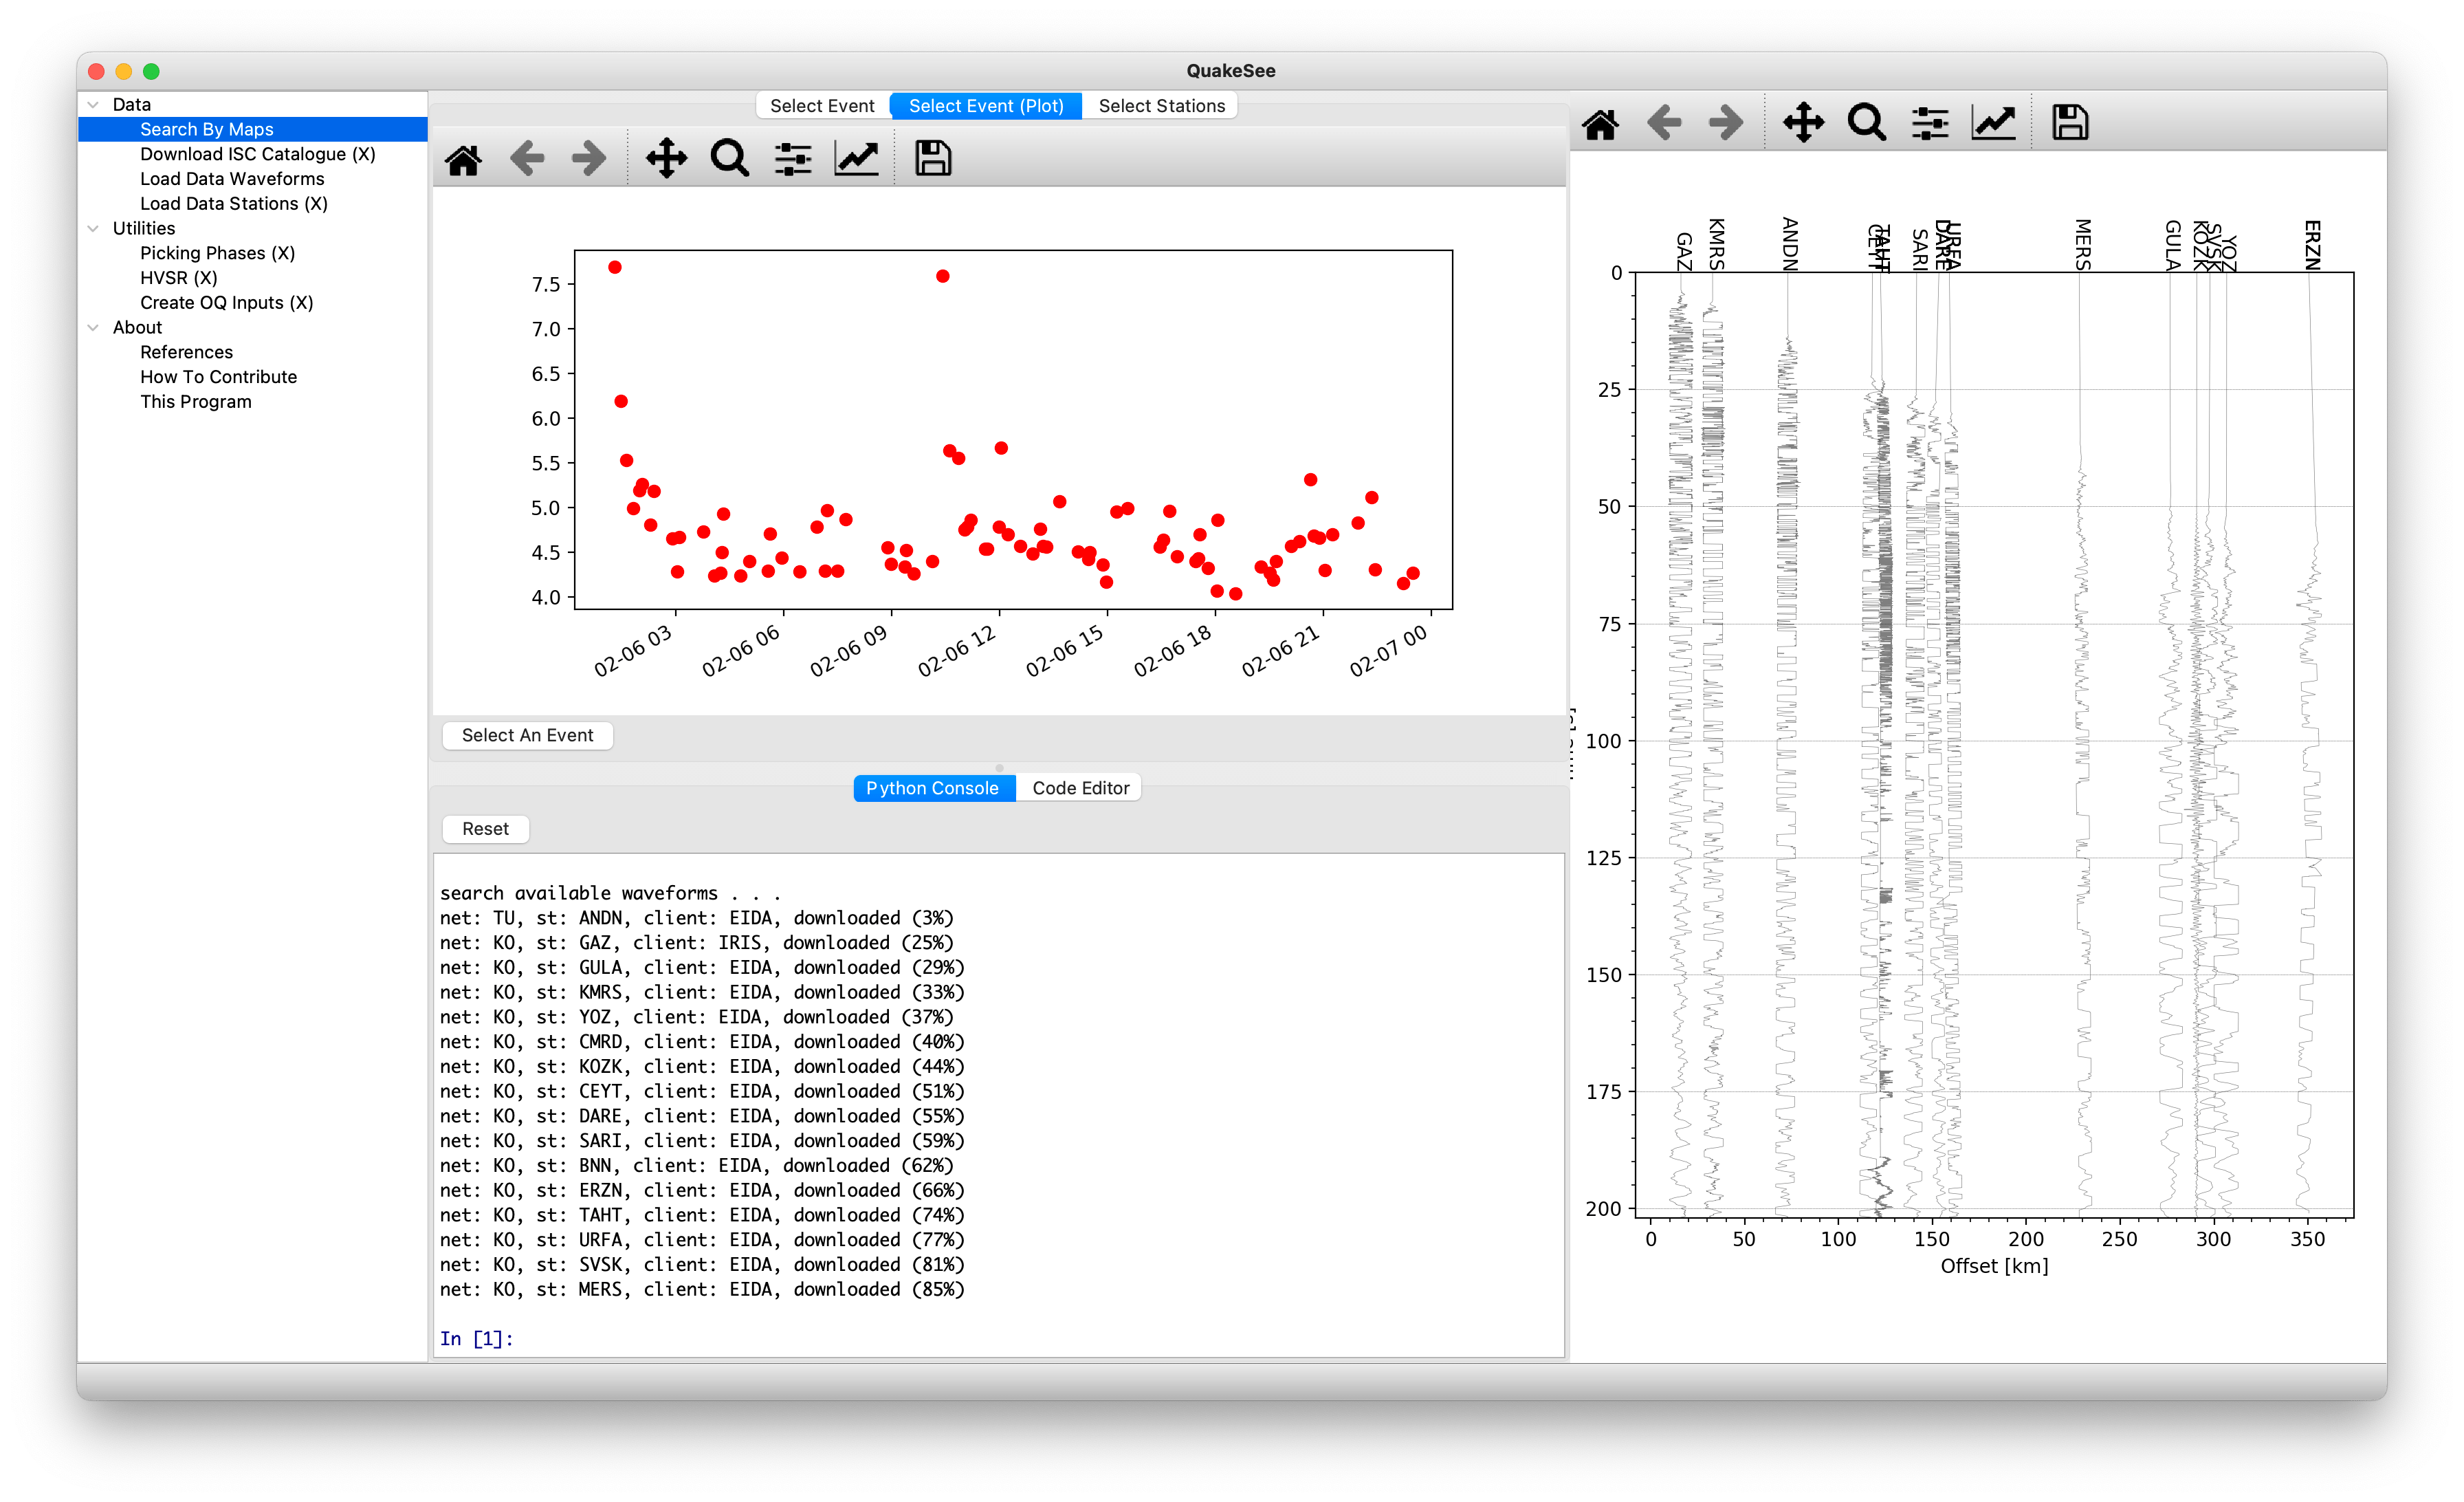 QuakeSee
Data
Search By Maps
Download ISC Catalogue (X)
Load Data Waveforms
Load Data Stations (X)
Utilities
Picking Phases (X)
HVSR (X)
Create OQ Inputs (X)
About
References
How To Contribute
This Program
Select Event
Select Event (Plot)
Select Stations
7.5
7.0
6.5
6.0
5.5
5.0
4.5
4.0
02-06 03
02-06 06
02-06 09
02-06 12
02-06 15
02-06 18
02-06 21
02-07 00
Select An Event
Python Console
Code Editor
Reset
search available waveforms . . .
net: TU, st: ANDN, client: EIDA, downloaded (3%)
net: KO, st: GAZ, client: IRIS, downloaded (25%)
net: KO, st: GULA, client: EIDA, downloaded (29%)
net: KO, st: KMRS, client: EIDA, downloaded (33%)
net: KO, st: YOZ, client: EIDA, downloaded (37%)
net: KO, st: CMRD, client: EIDA, downloaded (40%)
net: KO, st: KOZK, client: EIDA, downloaded (44%)
net: KO, st: CEYT, client: EIDA, downloaded (51%)
net: KO, st: DARE, client: EIDA, downloaded (55%)
net: KO, st: SARI, client: EIDA, downloaded (59%)
net: KO, st: BNN, client: EIDA, downloaded (62%)
net: KO, st: ERZN, client: EIDA, downloaded (66%)
net: KO, st: TAHT, client: EIDA, downloaded (74%)
net: KO, st: URFA, client: EIDA, downloaded (77%)
net: KO, st: SVSK, client: EIDA, downloaded (81%)
net: KO, st: MERS, client: EIDA, downloaded (85%)
In [1]:
GAZ
KMRS
ANDN
CEYT
TAHT
SARI
DARE
URFA
MERS
GULA
KOZK
SVSK
YOZ
ERZN
0
25
50
75
100
125
150
175
200
0
50
100
150
200
250
300
350
Offset [km]